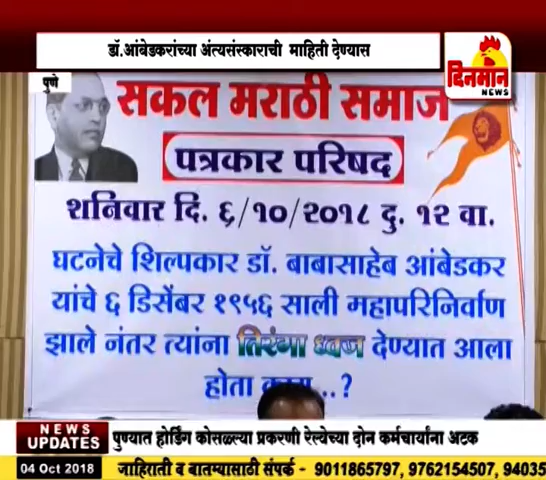 डॉ.आंबेडकरांच्या अंत्यसंस्काराची माहिती देण्यास
दिनमान
NEWS
पुणे
सकल मराठी समाज
पत्रकार परिषद
शनिवार दि. ६/१०/२०१८ दु. १२ वा.
घटनेचे शिल्पकार डॉ. बाबासाहेब आंबेडकर
यांचे ६ डिसेंबर १९५६ साली महापरिनिर्वाण
झाले नंतर त्यांना तिरंगा ध्वज देण्यात आला
होता ...?
NEWS
UPDATES
पुण्यात होर्डिंग कोसळल्या प्रकरणी रेल्वेच्या दोन कर्मचार्यांना अटक
04 Oct 2018
जाहिराती व बातम्यासाठी संपर्क - 9011865797, 9762154507, 94035